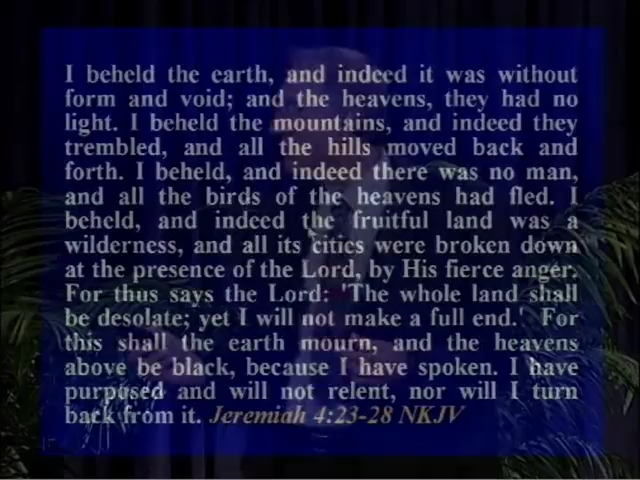 I beheld the earth, and indeed it was without
form and void; and the heavens, they had no
light. I beheld the mountains, and indeed they
trembled, and all the hills moved back and
forth. I beheld, and indeed there was no man,
and all the birds of the heavens had fled. I
beheld, and indeed the fruitful land was a
wilderness, and all its cities were broken down
at the presence of the Lord, by His fierce anger.
For thus says the Lord: 'The whole land shall
be desolate; yet I will not make a full end.' For
this shall the earth mourn, and the heavens
above be black, because I have spoken. I have
purposed and will not relent, nor will I turn
back from it. Jeremiah 4:23-28 NKJV